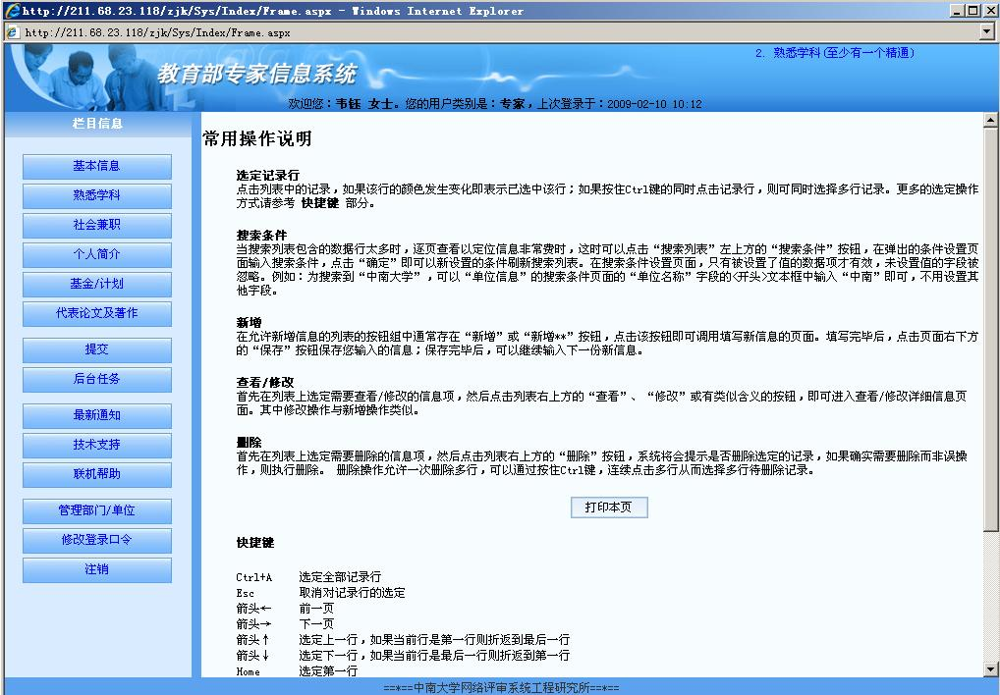 http://211.68.23.118/zjk/Sys/Index/Frame.aspx - Windows Internet Explorer
http://211.68.23.118/zjk/Sys/Index/Frame.aspx
2. 熟悉学科(至少有一个精通)
教育部专家信息系统
欢迎您：韦钰 女士。您的用户类别是：专家，上次登录于：2009-02-10 10:12
栏目信息
基本信息
熟悉学科
社会兼职
个人简介
基金/计划
代表论文及著作
提交
后台任务
最新通知
技术支持
联机帮助
管理部门/单位
修改登录口令
注销
常用操作说明
选定记录行
点击列表中的记录，如果该行的颜色发生变化即表示已选中该行；如果按住Ctrl键的同时点击记录行，则可同时选择多行记录。更多的选定操作
方式请参考 快捷键 部分。
搜索条件
当搜索列表包含的数据行太多时，逐页查看以定位信息非常费时，这时可以点击“搜索列表”左上方的“搜索条件”按钮，在弹出的条件设置页
面输入搜索条件，点击“确定”即可以新设置的条件刷新搜索列表。在搜索条件设置页面，只有被设置了值的数据项才有效，未设置值的字段被
忽略。例如：为搜索到“中南大学”，可以“单位信息”的搜索条件页面的“单位名称”字段的<开头>文本框中输入“中南”即可，不用设置其
他字段。
新增
在允许新增信息的列表的按钮组中通常存在“新增”或“新增**”按钮，点击该按钮即可调用填写新信息的页面。填写完毕后，点击页面右下方
的“保存”按钮保存您输入的信息；保存完毕后，可以继续输入下一份新信息。
查看/修改
首先在列表上选定需要查看/修改的信息项，然后点击列表右上方的“查看”、“修改”或有类似含义的按钮，即可进入查看/修改详细信息页
面。其中修改操作与新增操作类似。
删除
首先在列表上选定需要删除的信息项，然后点击列表右上方的“删除”按钮，系统将会提示是否删除选定的记录，如果确实需要删除而非误操
作，则执行删除。 删除操作允许一次删除多行，可以通过按住Ctrl键，连续点击多行从而选择多行待删除记录。
打印本页
快捷键
Ctrl+A 选定全部记录行
Esc 取消对记录行的选定
箭头← 前一页
箭头→ 下一页
箭头↑ 选定上一行，如果当前行是第一行则折返到最后一行
箭头↓ 选定下一行，如果当前行是最后一行则折返到第一行
Home 选定第一行
==*==中南大学网络评审系统工程研究所==*==